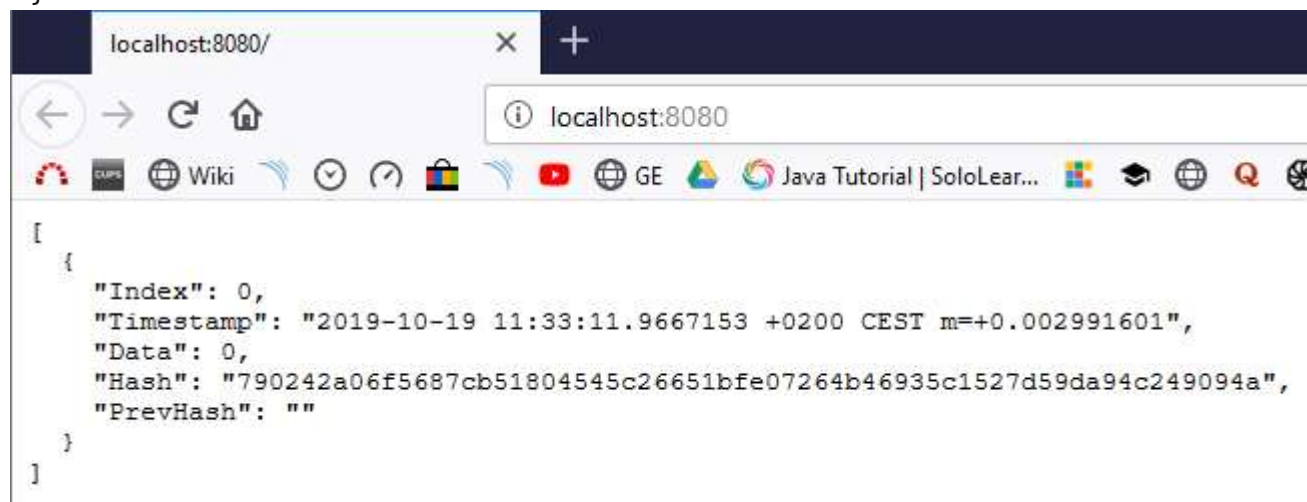 localhost:8080/
localhost:8080
CUPS Wiki GE Java Tutorial | SoloLear... Q
[
{
"Index": 0,
"Timestamp": "2019-10-19 11:33:11.9667153 +0200 CEST m=+0.002991601",
"Data": 0,
"Hash": "790242a06f5687cb51804545c26651bfe07264b46935c1527d59da94c249094a",
"PrevHash": ""
}
]